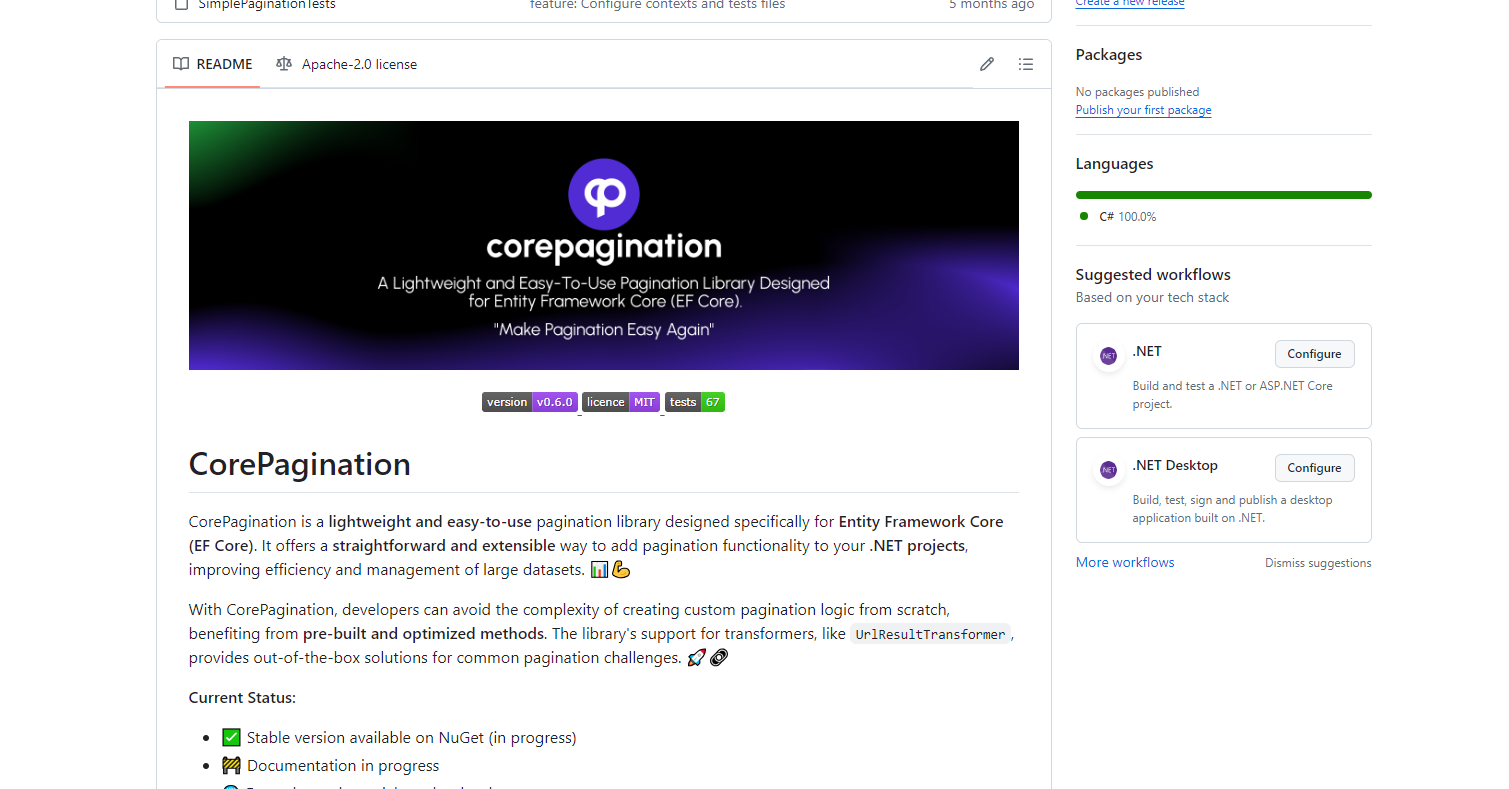 SimplePaginationTests feature: Configure contexts and tests files 5 months ago
README Apache-2.0 license
corepagination
A Lightweight and Easy-To-Use Pagination Library Designed
for Entity Framework Core (EF Core).
"Make Pagination Easy Again"
version v0.6.0 licence MIT tests 67
CorePagination
CorePagination is a lightweight and easy-to-use pagination library designed specifically for Entity Framework Core
(EF Core). It offers a straightforward and extensible way to add pagination functionality to your .NET projects,
improving efficiency and management of large datasets. 📊💪
With CorePagination, developers can avoid the complexity of creating custom pagination logic from scratch,
benefiting from pre-built and optimized methods. The library's support for transformers, like UrlResultTransformer,
provides out-of-the-box solutions for common pagination challenges. 🚀🔗
Current Status:
• ✅ Stable version available on NuGet (in progress)
• 🚧 Documentation in progress
Create a new release
Packages
No packages published
Publish your first package
Languages
C# 100.0%
Suggested workflows
Based on your tech stack
.NET
.NET
Configure
Build and test a .NET or ASP.NET Core
project.
.NET
.NET Desktop
Configure
Build, test, sign and publish a desktop
application built on .NET.
More workflows Dismiss suggestions